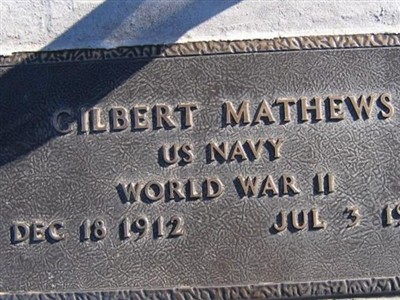 GILBERT MATHEWS
US NAVY
WORLD WAR II
DEC 18 1912 JUL 3